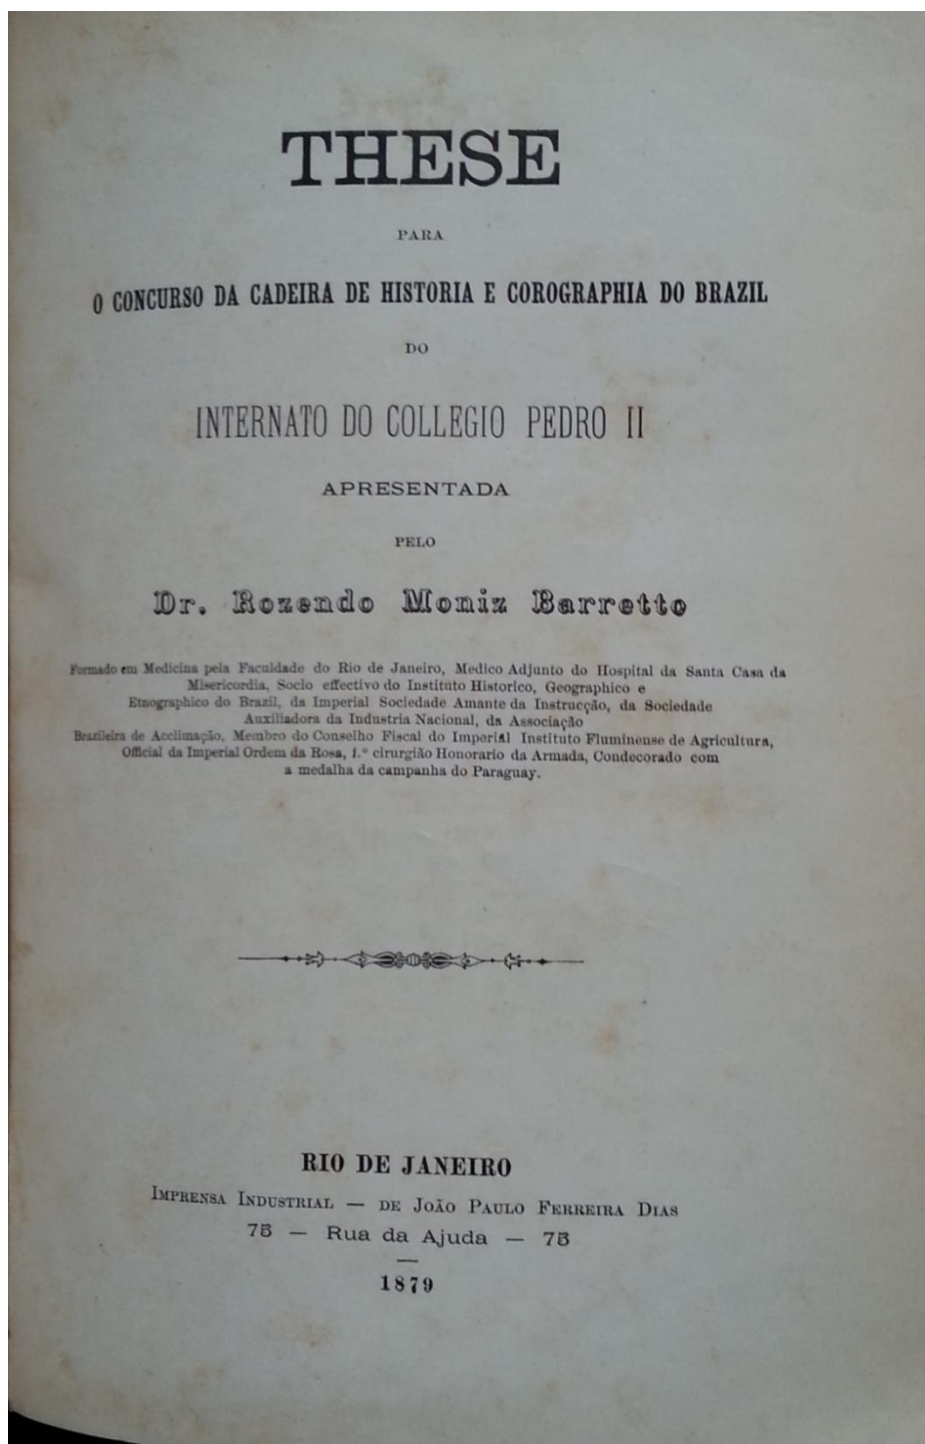 THESE
PARA
O CONCURSO DA CADEIRA DE HISTORIA E COROGRAPHIA DO BRAZIL
DO
INTERNATO DO COLLEGIO PEDRO II
APRESENTADA
PELO
Dr. Rozendo Moniz Barretto
Formado em Medicina pela Faculdade do Rio de Janeiro, Medico Adjunto do Hospital da Santa Casa da
Misericordia, Socio effectivo do Instituto Historico, Geographico e
Etnographico do Brazil, da Imperial Sociedade Amante da Instrucção, da Sociedade
Auxiliadora da Industria Nacional, da Associação
Brazileira de Acclimação, Membro do Conselho Fiscal do Imperial Instituto Fluminense de Agricultura,
Official da Imperial Ordem da Rosa, 1.º cirurgião Honorario da Armada, Condecorado com
a medalha da campanha do Paraguay.
RIO DE JANEIRO
IMPRENSA INDUSTRIAL — DE JOÃO PAULO FERREIRA DIAS
75 — Rua da Ajuda — 75
1879